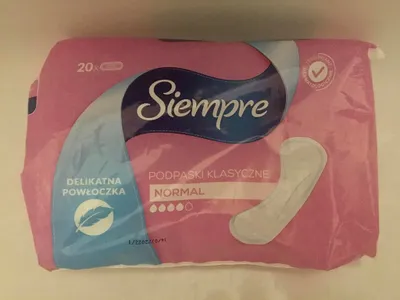 20x
Siempre
PODPASKI KLASYCZNE
NORMAL
DELIKATNA
POWŁOCZKA